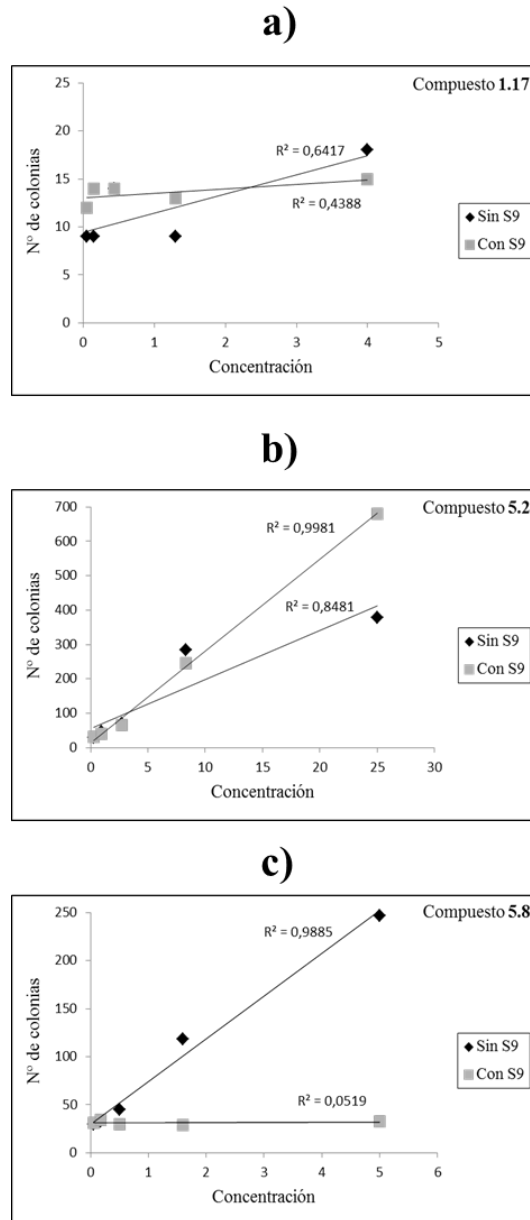 a)
Compuesto 1.17
Nº de colonias
25
20
15
10
5
0
R² = 0,6417
R² = 0,4388
Sin S9
Con S9
0 1 2 3 4 5
Concentración
b)
Compuesto 5.2
Nº de colonias
700
600
500
400
300
200
100
0
R² = 0,9981
R² = 0,8481
Sin S9
Con S9
0 5 10 15 20 25 30
Concentración
c)
Compuesto 5.8
Nº de colonias
250
200
150
100
50
0
R² = 0,9885
R² = 0,0519
Sin S9
Con S9
0 1 2 3 4 5 6
Concentración